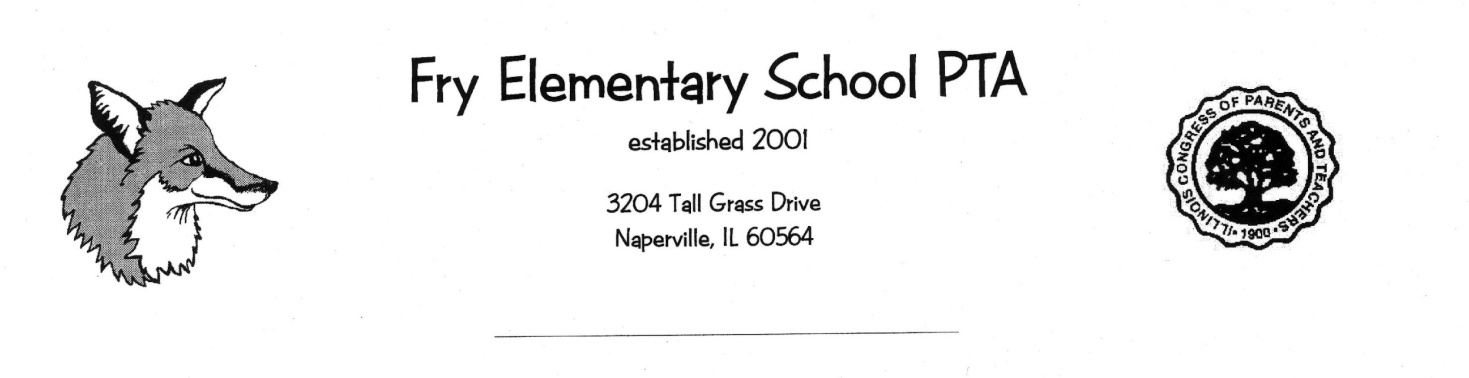 Fry Elementary School PTA
established 2001
3204 Tall Grass Drive
Naperville, IL 60564
ILLINOIS CONGRESS OF PARENTS AND TEACHERS
•1900•